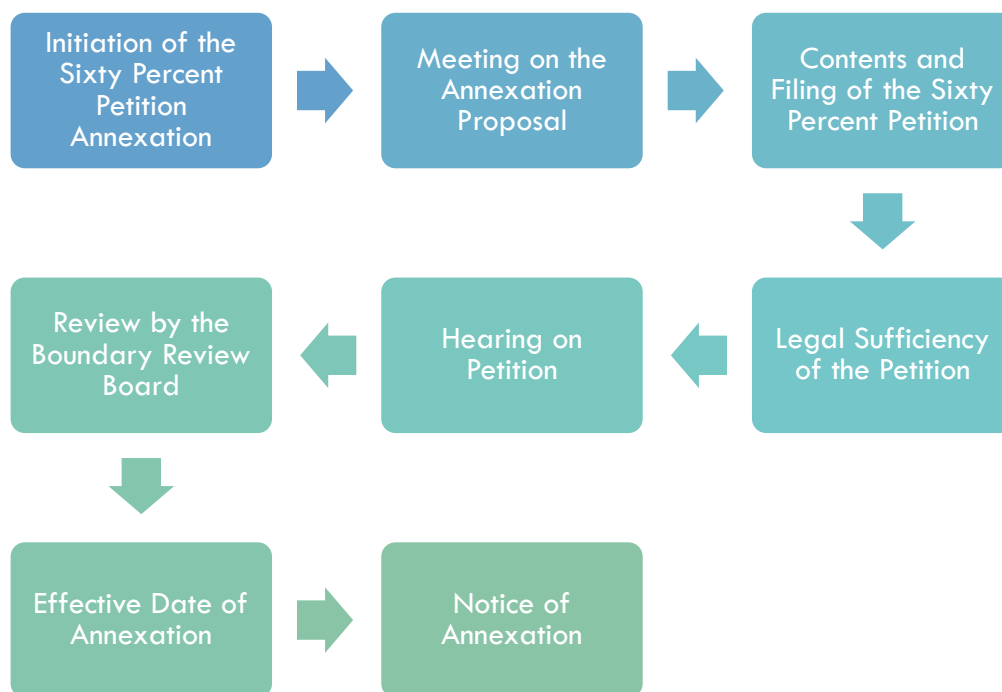 Initiation of the
Sixty Percent
Petition
Annexation
Meeting on the
Annexation
Proposal
Contents and
Filing of the Sixty
Percent Petition
Legal Sufficiency
of the Petition
Hearing on
Petition
Review by the
Boundary Review
Board
Effective Date of
Annexation
Notice of
Annexation